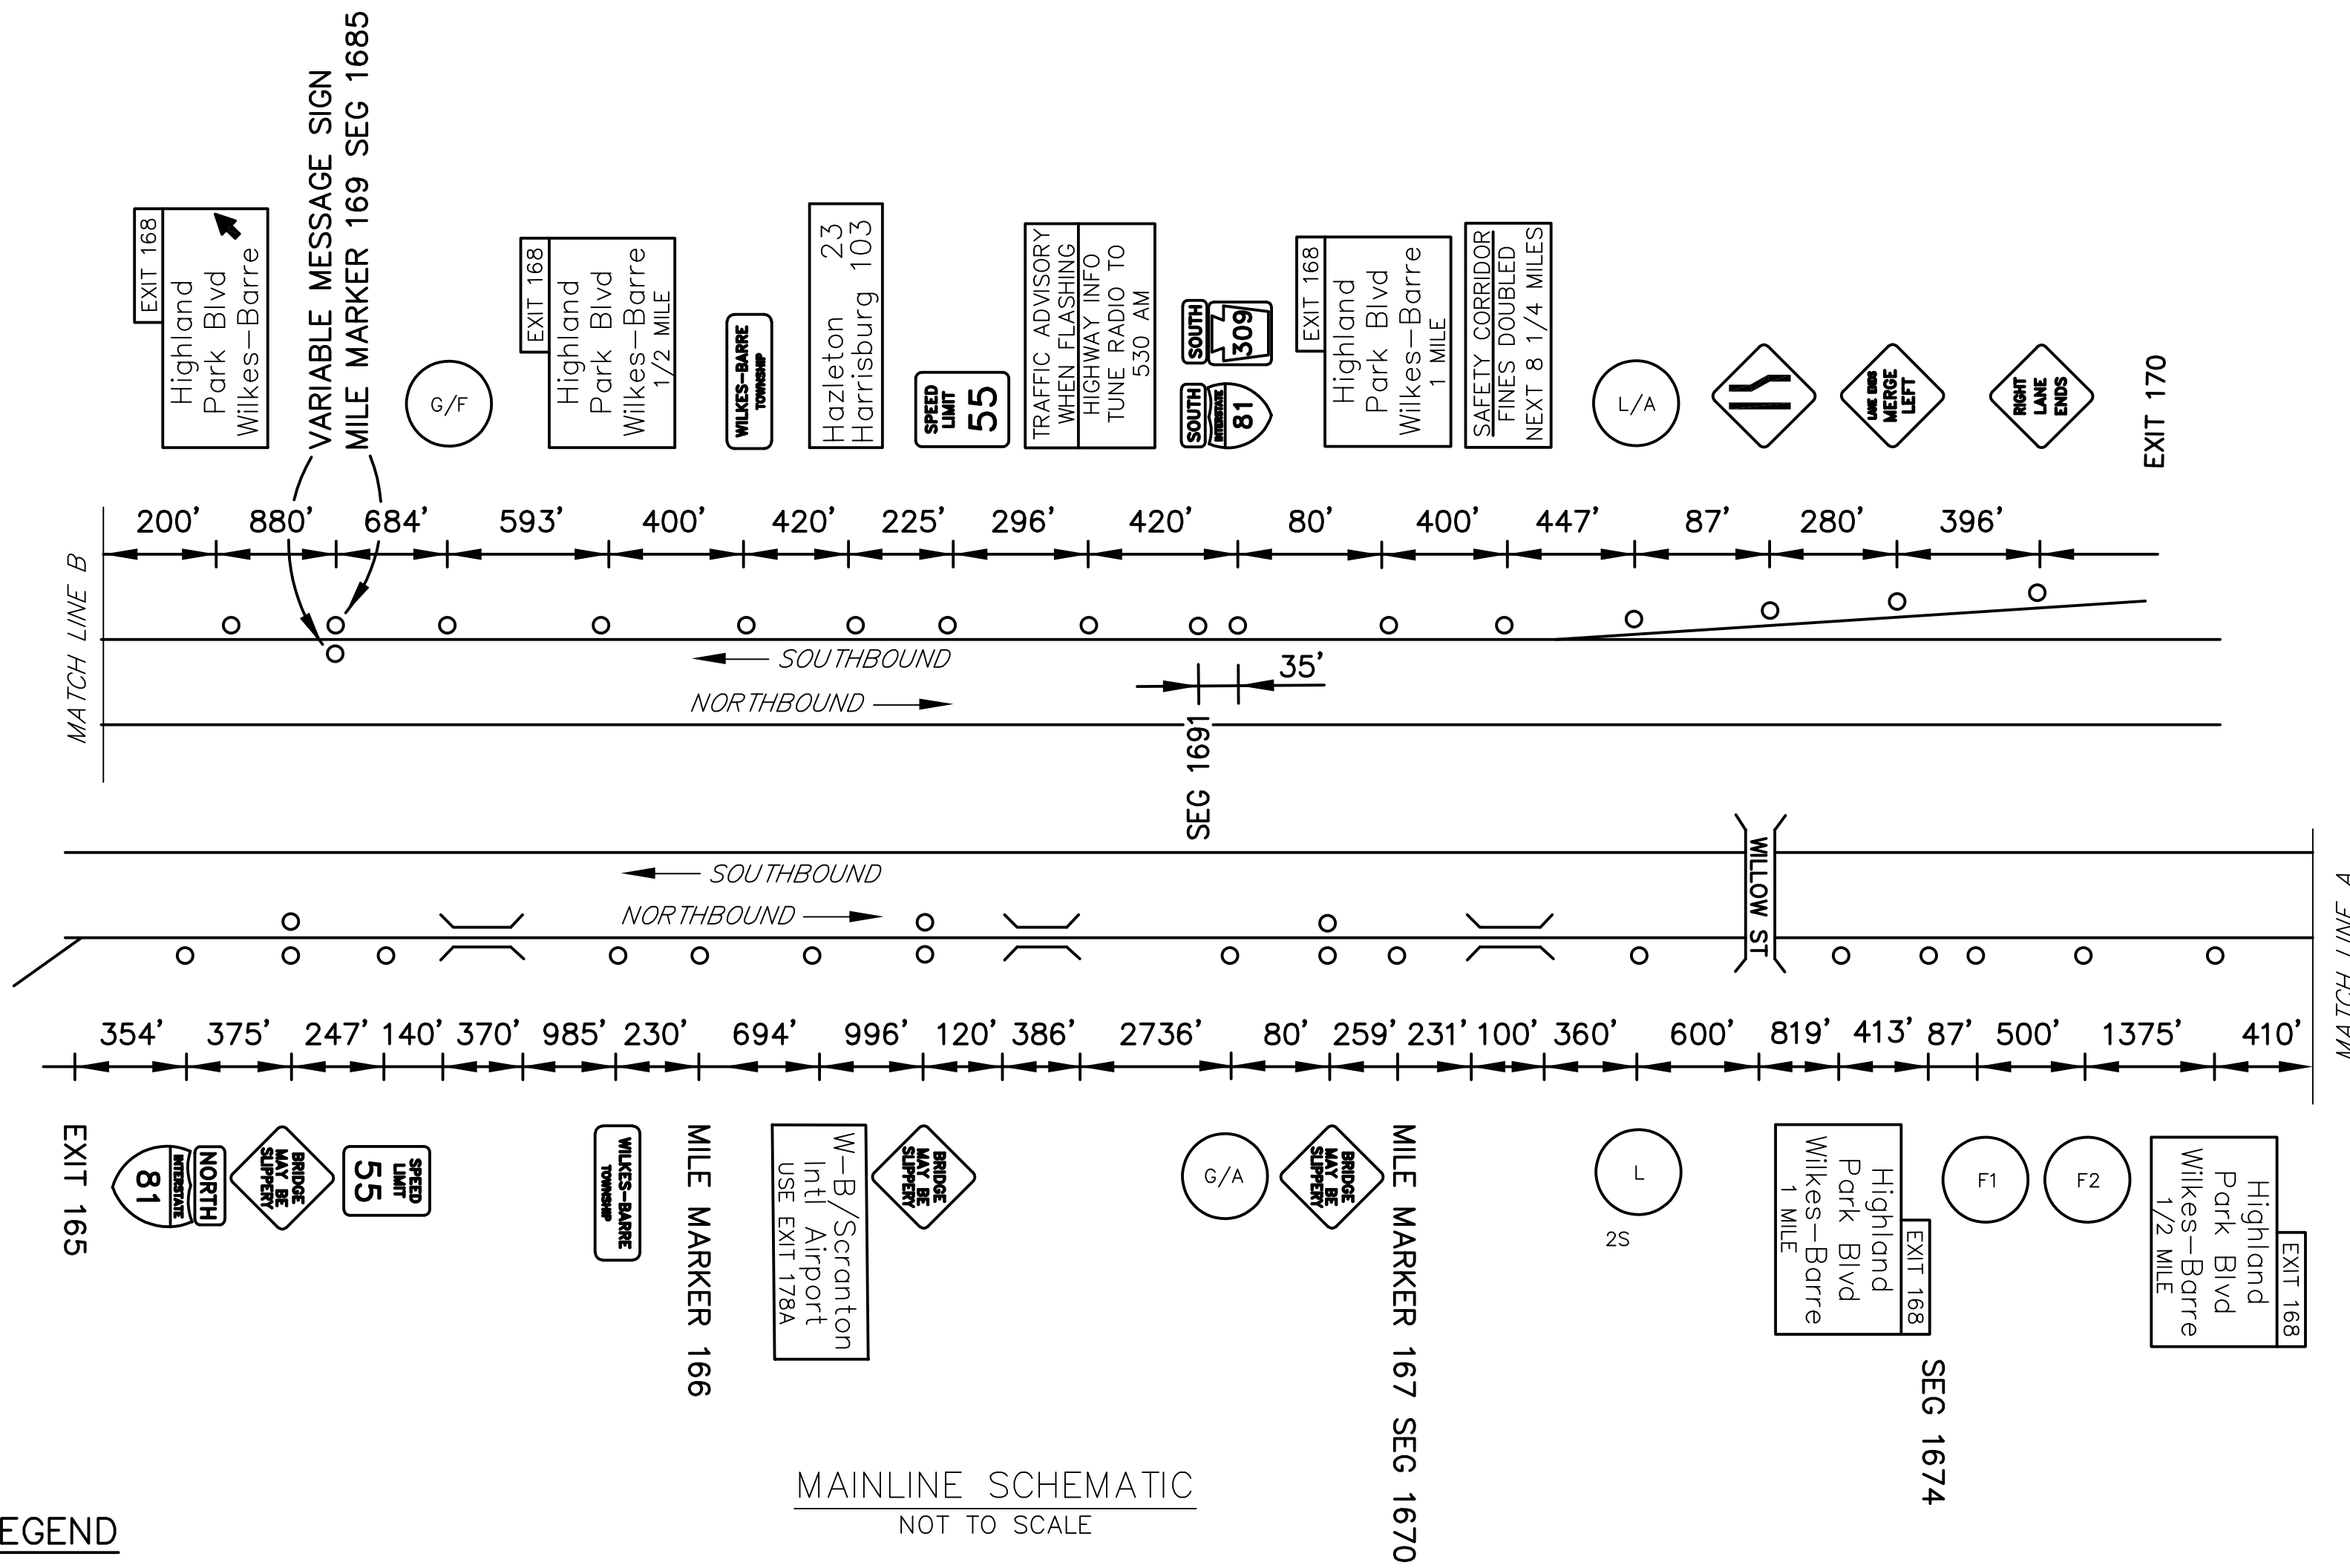 EXIT 168
Highland
Park Blvd
Wilkes-Barre
VARIABLE MESSAGE SIGN
MILE MARKER 169 SEG 1685
G/F
EXIT 168
Highland
Park Blvd
Wilkes-Barre
1/2 MILE
WILKES-BARRE
TOWNSHIP
Hazleton 23
Harrisburg 103
SPEED
LIMIT
55
TRAFFIC ADVISORY
WHEN FLASHING
HIGHWAY INFO
TUNE RADIO TO
530 AM
SOUTH
309
SOUTH
INTERSTATE
81
EXIT 168
Highland
Park Blvd
Wilkes-Barre
1 MILE
SAFETY CORRIDOR
FINES DOUBLED
NEXT 8 1/4 MILES
L/A
LANE ENDS
MERGE
LEFT
RIGHT
LANE
ENDS
EXIT 170
200' 880' 684' 593' 400' 420' 225' 296' 420' 80' 400' 447' 87' 280' 396'
MATCH LINE B
SOUTHBOUND
NORTHBOUND
35'
SEG 1691
SOUTHBOUND
NORTHBOUND
WILLOW ST
MATCH LINE A
354' 375' 247' 140' 370' 985' 230' 694' 996' 120' 386' 2736' 80' 259' 231' 100' 360' 600' 819' 413' 87' 500' 1375' 410'
EXIT 165
NORTH
INTERSTATE
81
BRIDGE
MAY BE
SLIPPERY
SPEED
LIMIT
55
WILKES-BARRE
TOWNSHIP
MILE MARKER 166
W-B/Scranton
Intl Airport
USE EXIT 178A
BRIDGE
MAY BE
SLIPPERY
G/A
BRIDGE
MAY BE
SLIPPERY
MILE MARKER 167 SEG 1670
L
2S
EXIT 168
Highland
Park Blvd
Wilkes-Barre
1 MILE
SEG 1674
F1
F2
EXIT 168
Highland
Park Blvd
Wilkes-Barre
1/2 MILE
MAINLINE SCHEMATIC
NOT TO SCALE
EGEND